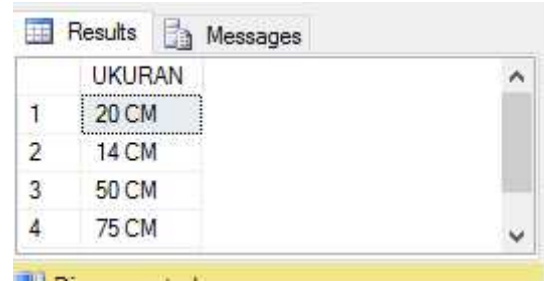 Results Messages
UKURAN
1 20 CM
2 14 CM
3 50 CM
4 75 CM